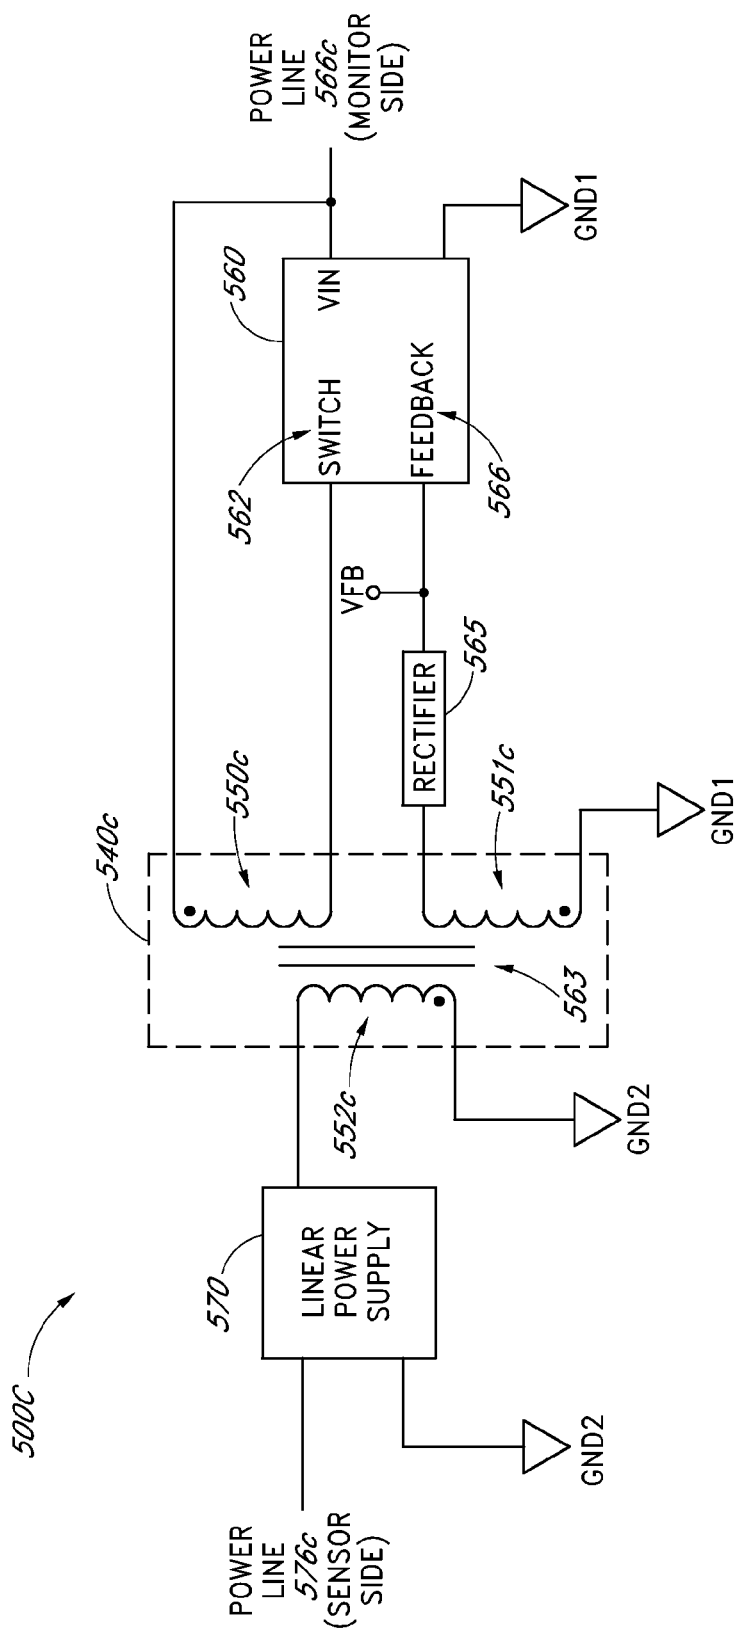 500C
POWER
LINE
576c
(SENSOR
SIDE)
570
LINEAR
POWER
SUPPLY
GND2
540c
552c
563
GND2
550c
551c
GND1
RECTIFIER
565
VFB
560
562
SWITCH
VIN
FEEDBACK
566
GND1
POWER
LINE
566c
(MONITOR
SIDE)